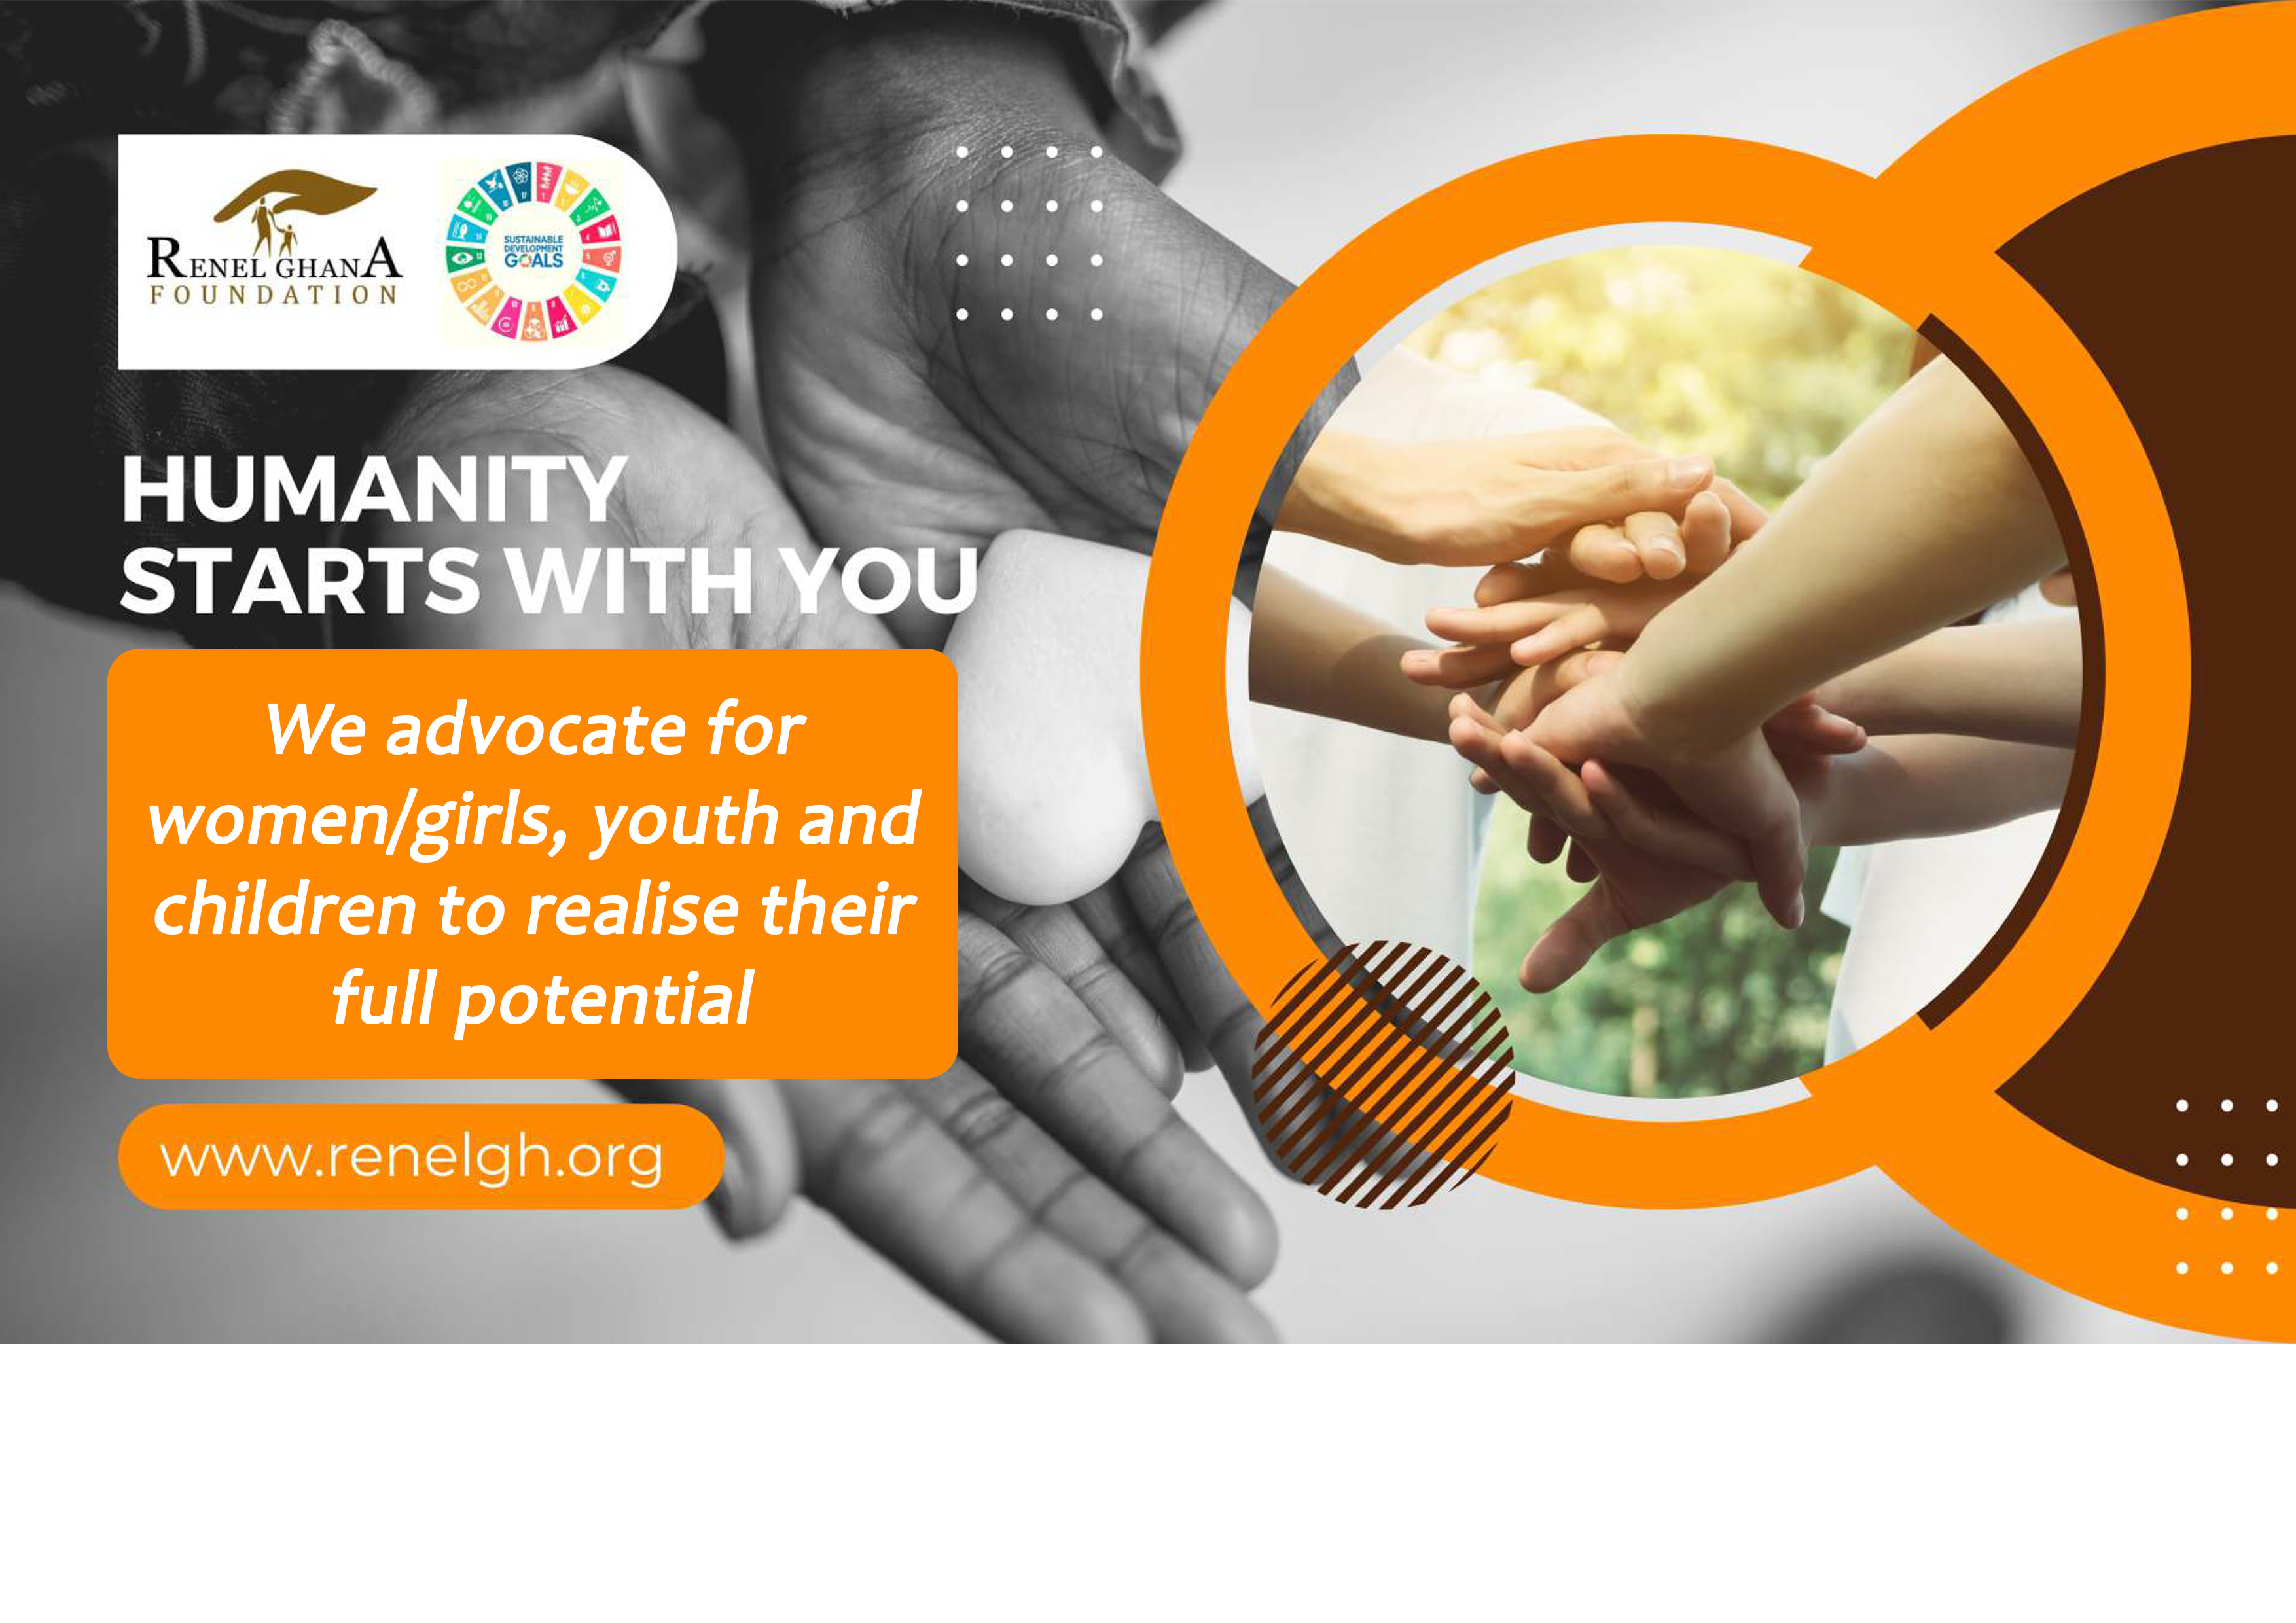 RENEL GHANA
FOUNDATION
SUSTAINABLE
DEVELOPMENT
GOALS
HUMANITY
STARTS WITH YOU
We advocate for
women/girls, youth and
children to realise their
full potential
www.renelgh.org